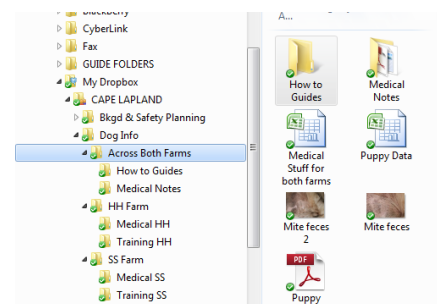 BlackBerry
CyberLink
Fax
GUIDE FOLDERS
My Dropbox
CAPE LAPLAND
Bkgd & Safety Planning
Dog Info
Across Both Farms
How to Guides
Medical Notes
HH Farm
Medical HH
Training HH
SS Farm
Medical SS
Training SS
A...
How to
Guides
Medical
Notes
Medical
Stuff for
both farms
Puppy Data
Mite feces
2
Mite feces
PDF
Puppy